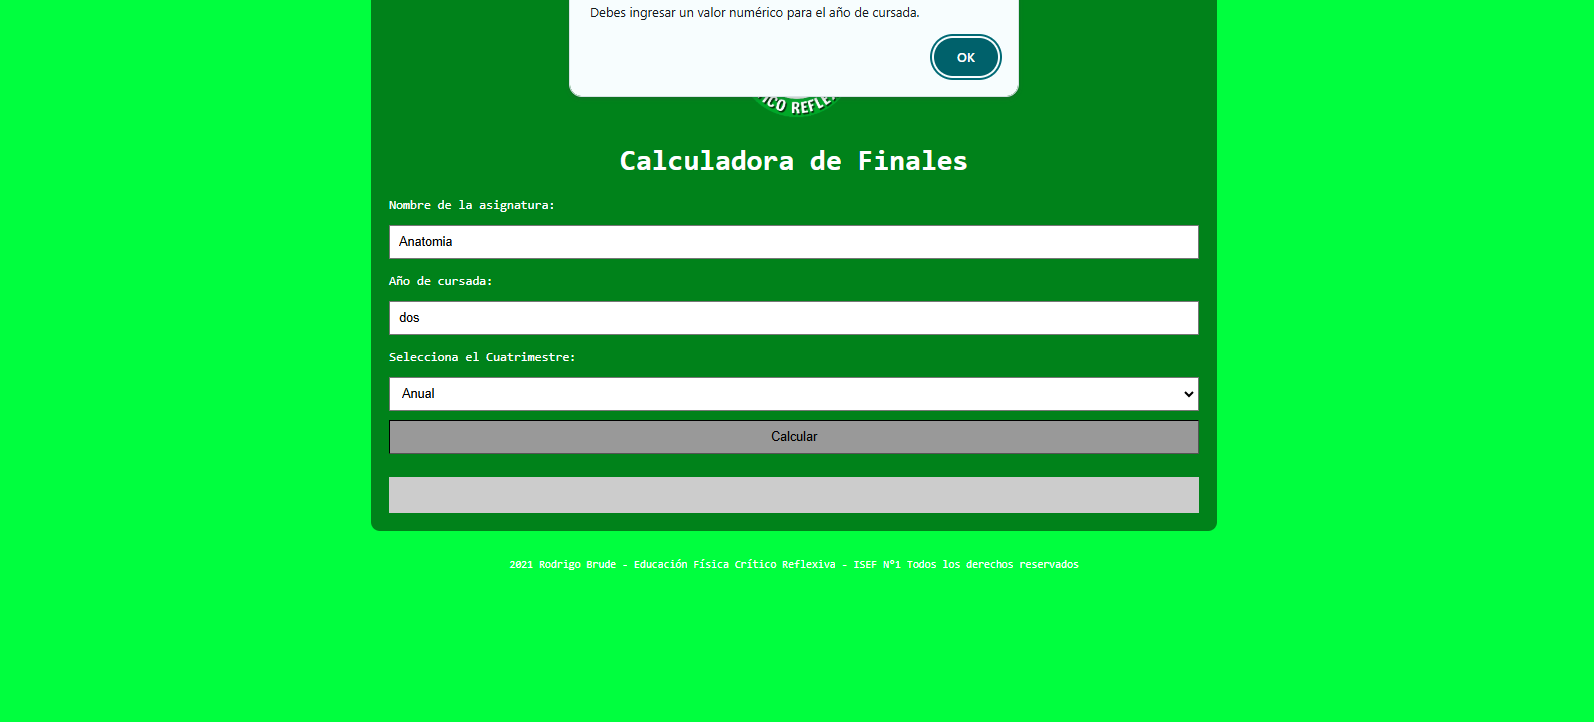 Debes ingresar un valor numérico para el año de cursada.
OK
ICO REFLE
Calculadora de Finales
Nombre de la asignatura:
Anatomia
Año de cursada:
dos
Selecciona el Cuatrimestre:
Anual
Calcular
2021 Rodrigo Brude - Educación Física Crítico Reflexiva - ISEF N°1 Todos los derechos reservados